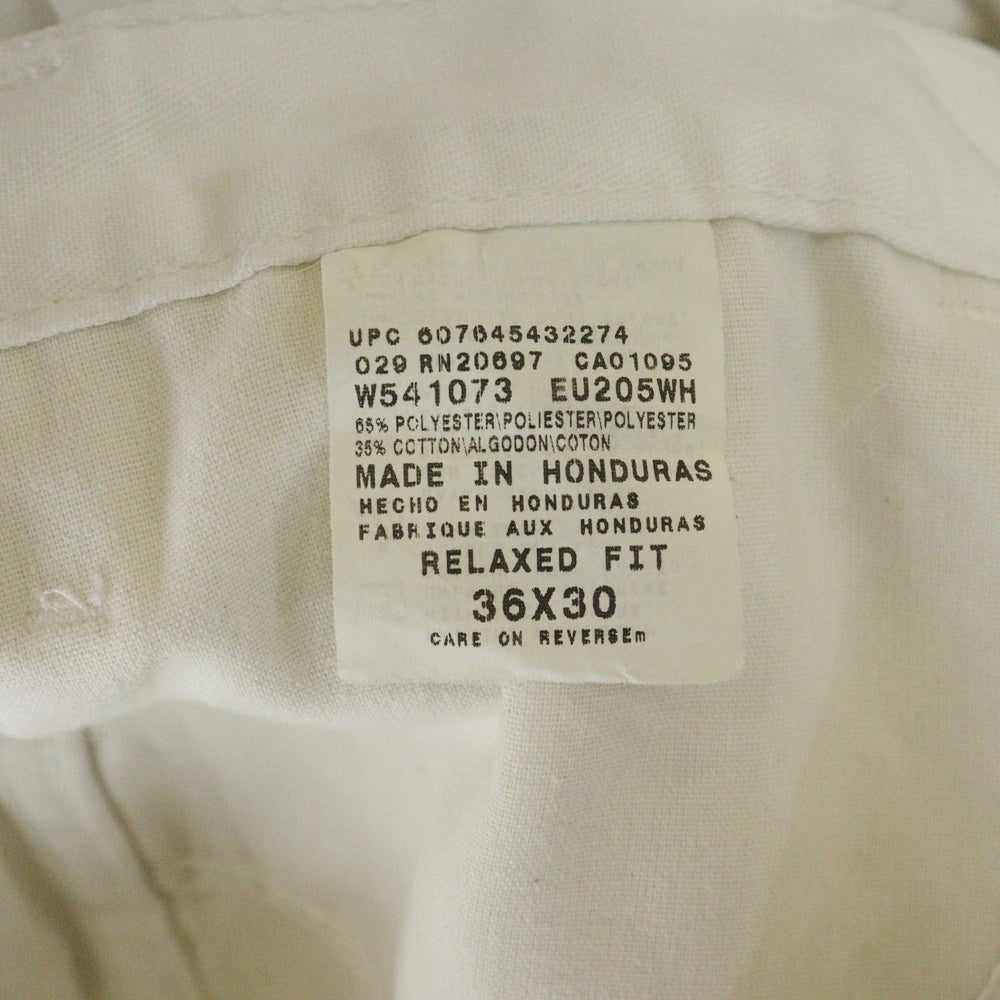 UPC 607645432274
029 RN20697 CA01095
W541073 EU205WH
65% POLYESTER\POLIESTER\POLYESTER
35% COTTON\ALGODON\COTON
MADE IN HONDURAS
HECHO EN HONDURAS
FABRIQUE AUX HONDURAS
RELAXED FIT
36X30
CARE ON REVERSEm